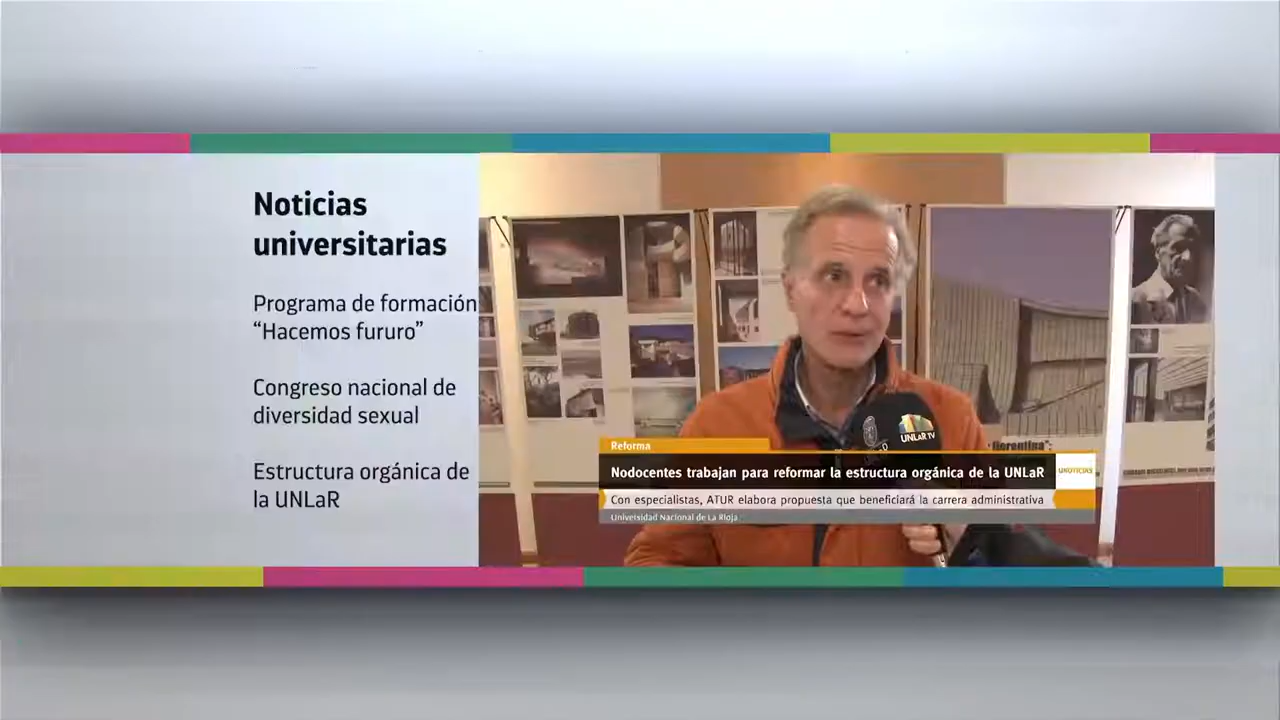 Noticias
universitarias
Programa de formación
“Hacemos fururo”
Congreso nacional de
diversidad sexual
Estructura orgánica de
la UNLaR
fiorentina":
UNLaR TV
Reforma
Nodocentes trabajan para reformar la estructura orgánica de la UNLaR
UNOTICIAS
Con especialistas, ATUR elabora propuesta que beneficiará la carrera administrativa
Universidad Nacional de La Rioja